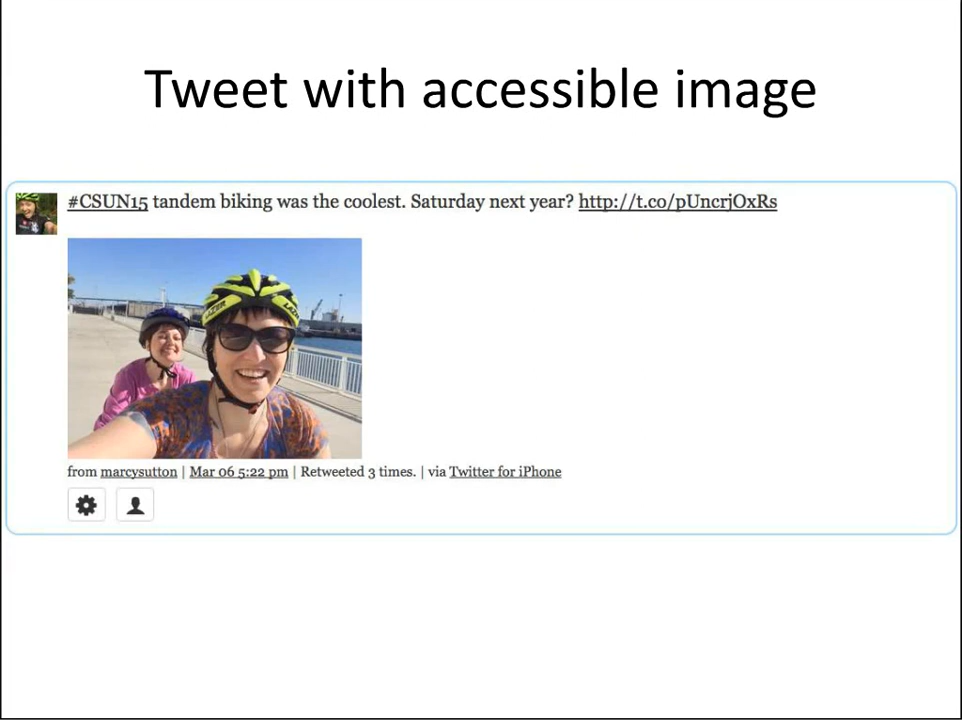 Tweet with accessible image
#CSUN15 tandem biking was the coolest. Saturday next year? http://t.co/pUncrjOxRs
LAZER
from marcysutton | Mar 06 5:22 pm | Retweeted 3 times. | via Twitter for iPhone